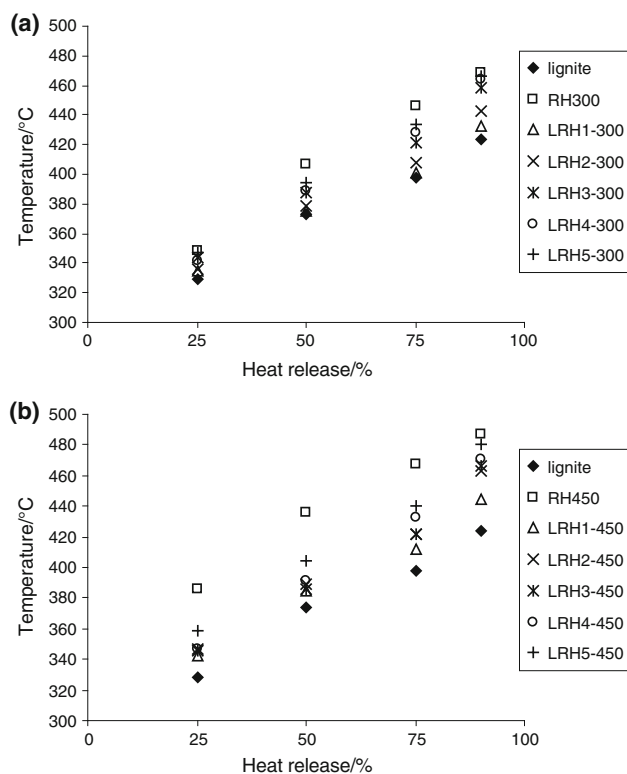 (a)
500
480
460
440
420
400
380
360
340
320
300
0 25 50 75 100
Temperature/°C
Heat release/%
lignite
RH300
LRH1-300
LRH2-300
LRH3-300
LRH4-300
LRH5-300
(b)
500
480
460
440
420
400
380
360
340
320
300
0 25 50 75 100
Temperature/°C
Heat release/%
lignite
RH450
LRH1-450
LRH2-450
LRH3-450
LRH4-450
LRH5-450